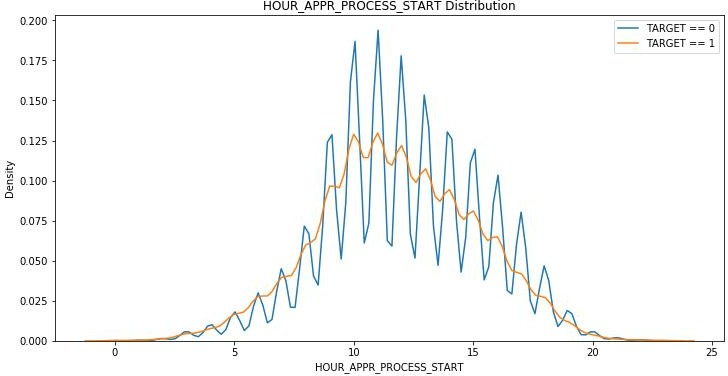 HOUR_APPR_PROCESS_START Distribution
TARGET == 0
TARGET == 1
0.200
0.175
0.150
0.125
0.100
0.075
0.050
0.025
0.000
Density
0 5 10 15 20 25
HOUR_APPR_PROCESS_START